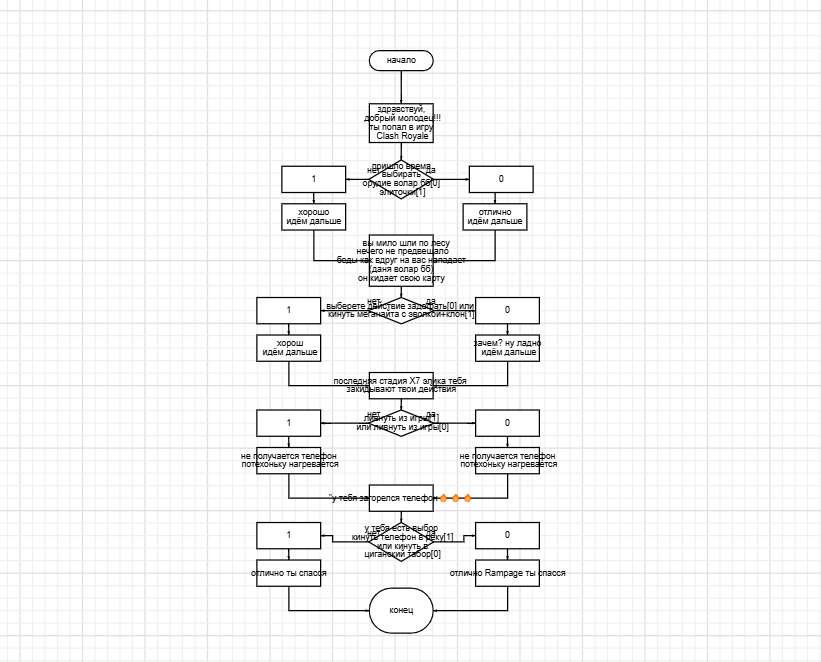 начало
здравствуй,
добрый молодец!!!
ты попал в игру
Clash Royale
пришло время
нет
да
выбирать
орудие волар бб[0]
элиточки[1]
1
0
хорошо
идём дальше
отлично
идём дальше
вы мило шли по лесу
нечего не предвещало
беды как вдруг на вас нападает
(даня волар бб)
он кидает свою карту
нет
да
выберете действие задефать[0] или
кинуть меганайта с эволкой+клон[1]
1
0
хорош
идём дальше
зачем? ну ладно
идём дальше
последняя стадия Х7 элика тебя
закидывают твои действия
нет
да
ливнуть из игры[1]
или ливнуть из игры[0]
1
0
не получается телефон
потехоньку нагревается
не получается телефон
потехоньку нагревается
"у тебя загорелся телефон🔥🔥🔥
у тебя есть выбор
нет
да
кинуть телефон в реку[1]
или кинуть в
циганский табор[0]
1
0
отлично ты спасся
отлично Rampage ты спасся
конец